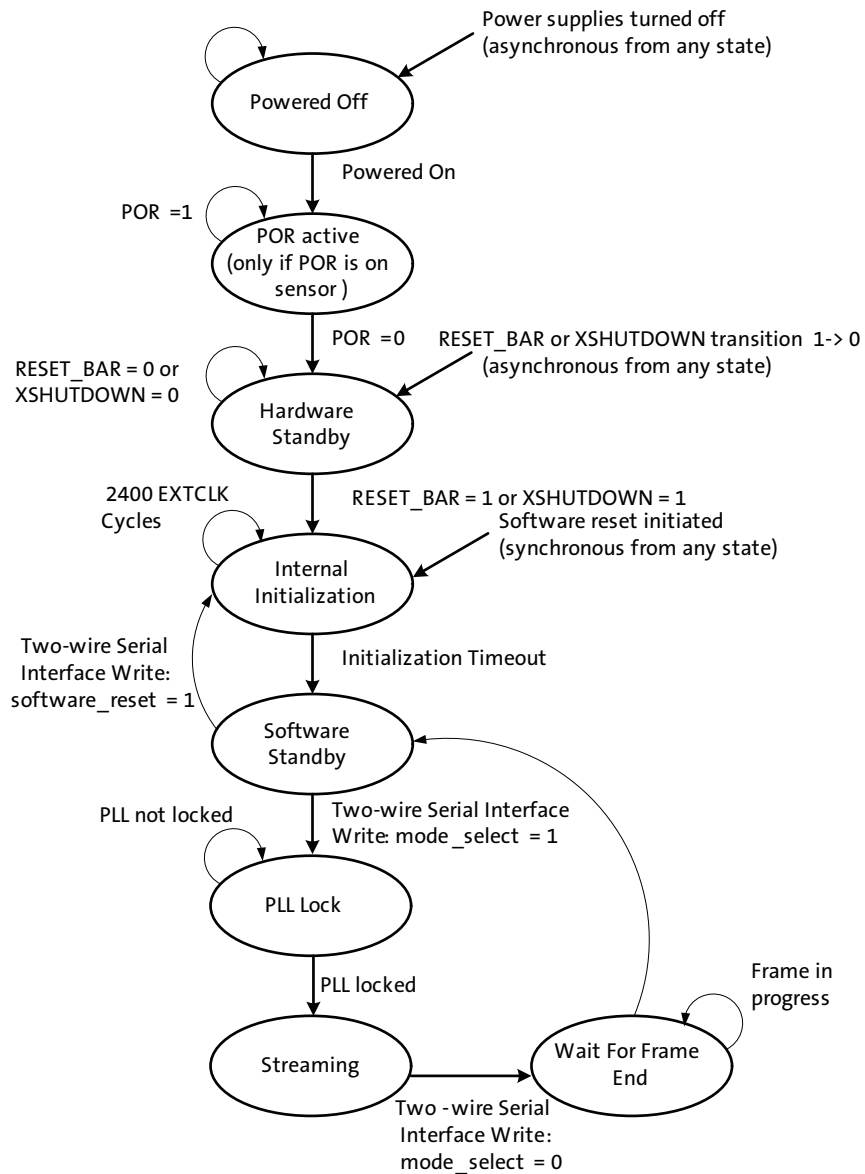 Power supplies turned off
(asynchronous from any state)
Powered Off
Powered On
POR =1
POR active
(only if POR is on
sensor )
POR =0
RESET_BAR or XSHUTDOWN transition 1-> 0
(asynchronous from any state)
RESET_BAR = 0 or
XSHUTDOWN = 0
Hardware
Standby
2400 EXTCLK
Cycles
RESET_BAR = 1 or XSHUTDOWN = 1
Software reset initiated
(synchronous from any state)
Internal
Initialization
Two-wire Serial
Interface Write:
software_reset = 1
Initialization Timeout
Software
Standby
PLL not locked
Two-wire Serial Interface
Write: mode_select = 1
PLL Lock
PLL locked
Frame in
progress
Streaming
Wait For Frame
End
Two -wire Serial
Interface Write:
mode_select = 0